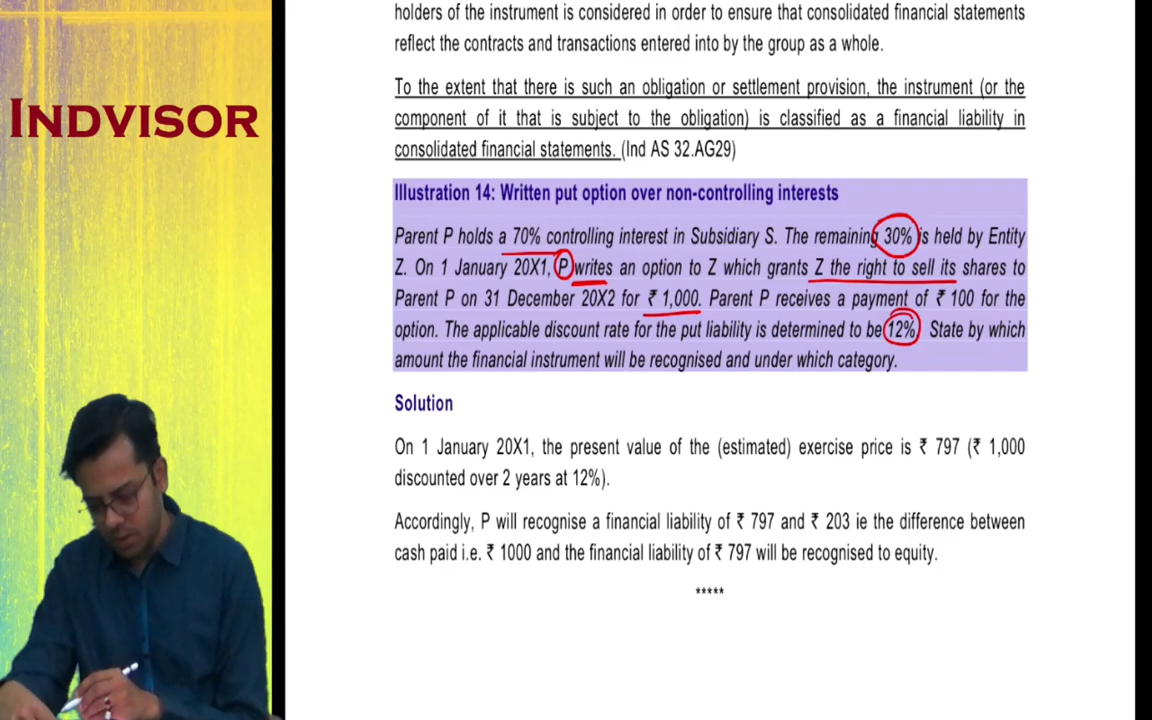 holders of the instrument is considered in order to ensure that consolidated financial statements
reflect the contracts and transactions entered into by the group as a whole.
To the extent that there is such an obligation or settlement provision, the instrument (or the
component of it that is subject to the obligation) is classified as a financial liability in
consolidated financial statements. (Ind AS 32.AG29)
INDVISOR
Illustration 14: Written put option over non-controlling interests
Parent P holds a 70% controlling interest in Subsidiary S. The remaining 30% is held by Entity
Z. On 1 January 20X1, P writes an option to Z which grants Z the right to sell its shares to
Parent P on 31 December 20X2 for ₹ 1,000. Parent P receives a payment of ₹ 100 for the
option. The applicable discount rate for the put liability is determined to be 12%. State by which
amount the financial instrument will be recognised and under which category.
Solution
On 1 January 20X1, the present value of the (estimated) exercise price is ₹ 797 (₹ 1,000
discounted over 2 years at 12%).
Accordingly, P will recognise a financial liability of ₹ 797 and ₹ 203 ie the difference between
cash paid i.e. ₹ 1000 and the financial liability of ₹ 797 will be recognised to equity.
*****